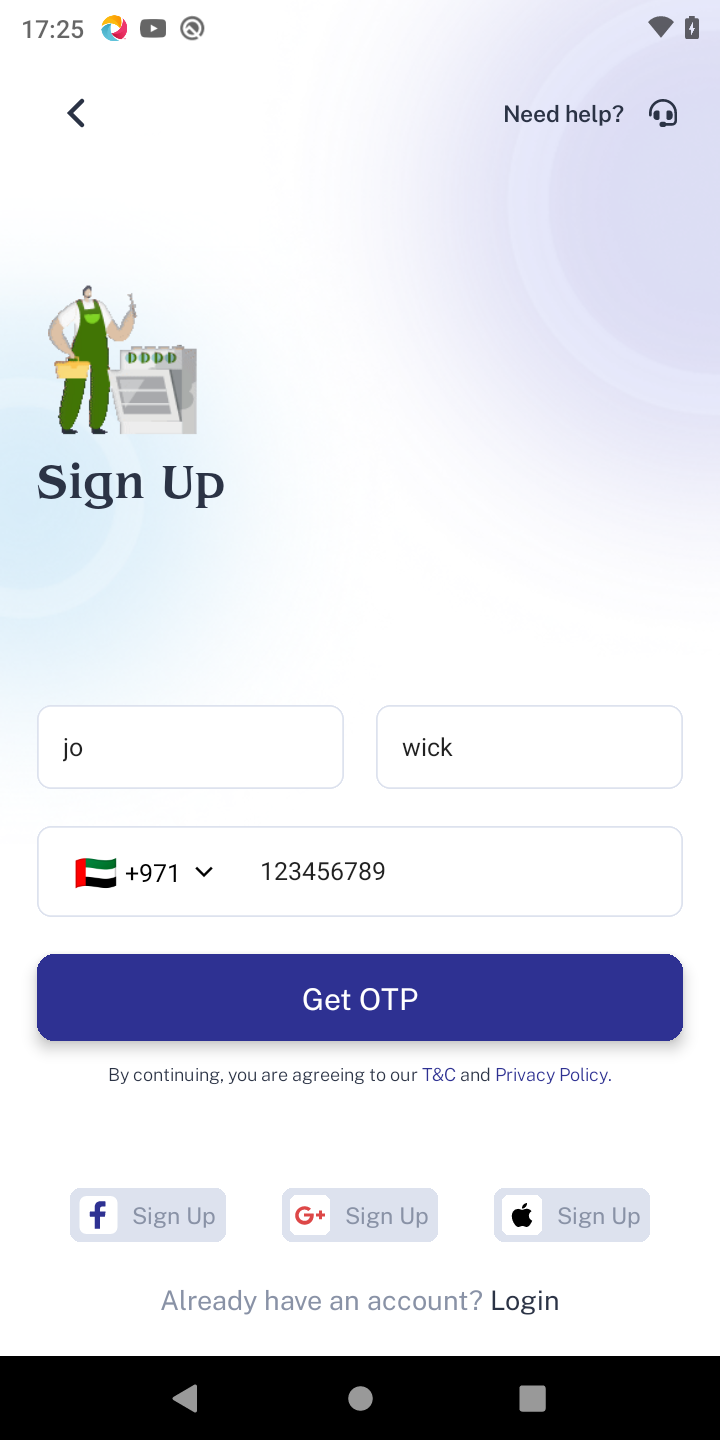 17:25
Need help?
Sign Up
jo
wick
+971
123456789
Get OTP
By continuing, you are agreeing to our T&C and Privacy Policy.
Sign Up
G+ Sign Up
Sign Up
Already have an account? Login